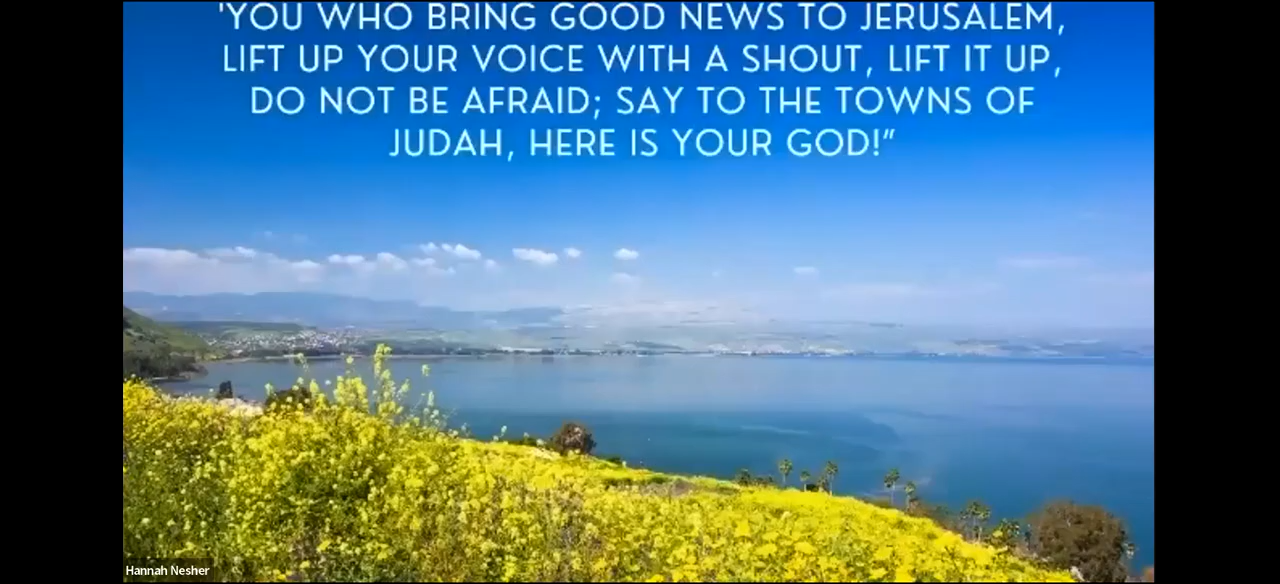 'YOU WHO BRING GOOD NEWS TO JERUSALEM,
LIFT UP YOUR VOICE WITH A SHOUT, LIFT IT UP,
DO NOT BE AFRAID; SAY TO THE TOWNS OF
JUDAH, HERE IS YOUR GOD!”
Hannah Nesher